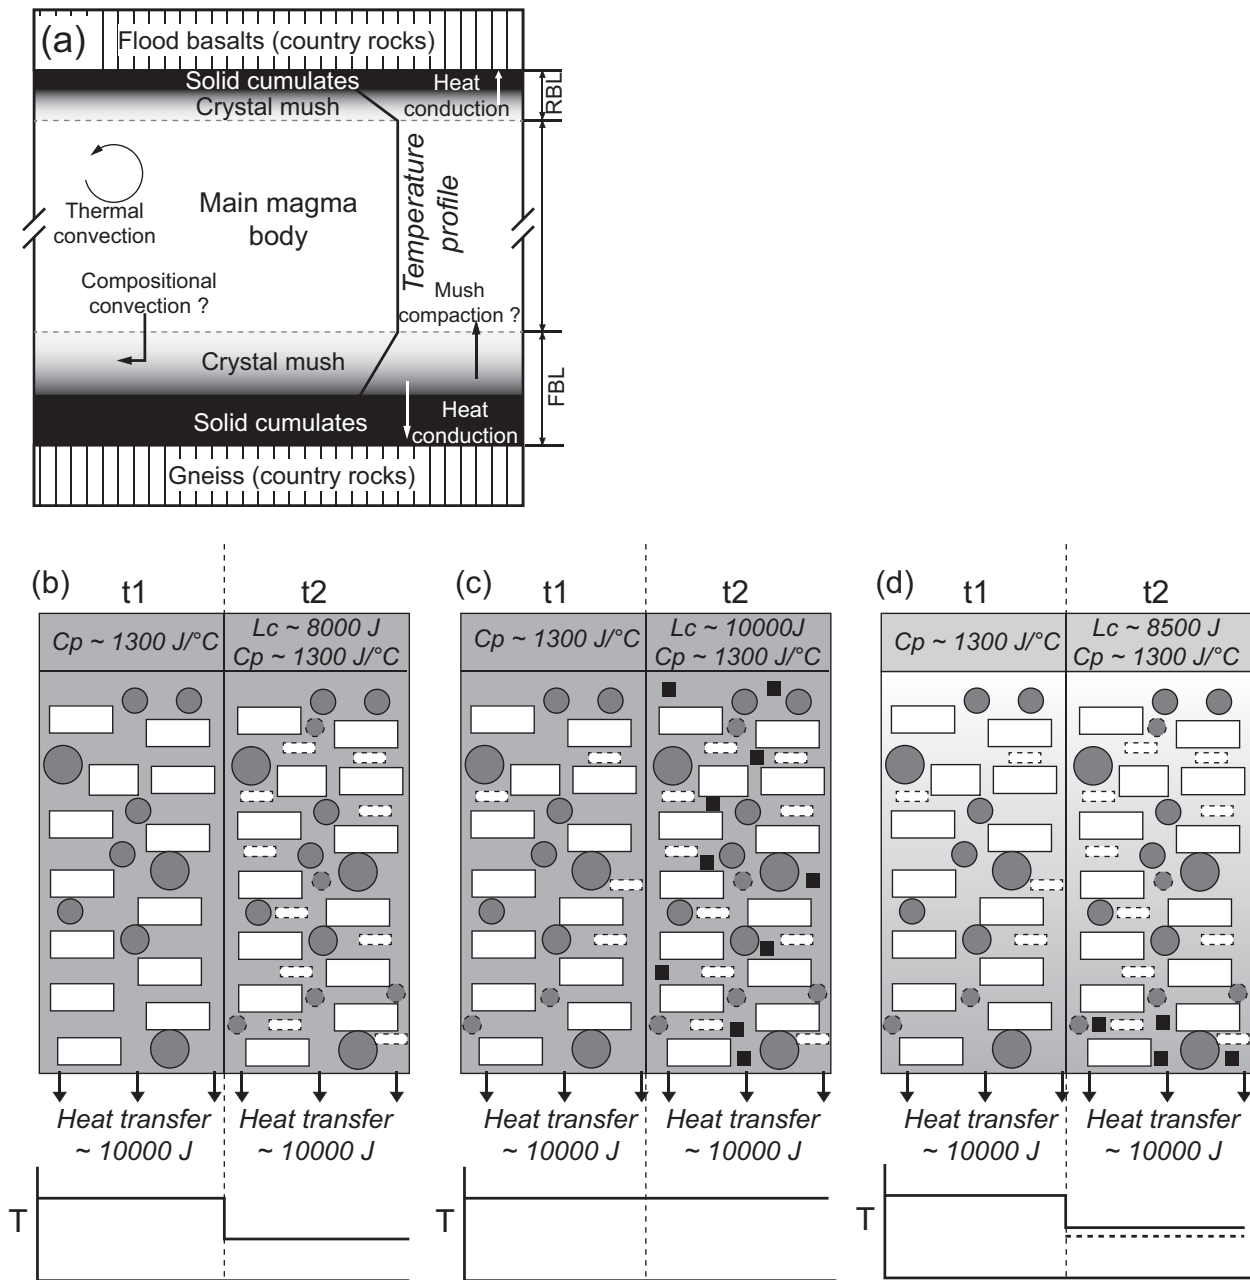 (a)
Flood basalts (country rocks)
Solid cumulates
Heat
conduction
Crystal mush
RBL
Temperature
profile
Thermal
convection
Main magma
body
Compositional
convection ?
Mush
compaction ?
Crystal mush
FBL
Solid cumulates
Heat
conduction
Gneiss (country rocks)
(b)
t1
t2
Cp ~ 1300 J/°C
Lc ~ 8000 J
Cp ~ 1300 J/°C
Heat transfer
~ 10000 J
Heat transfer
~ 10000 J
T
(c)
t1
t2
Cp ~ 1300 J/°C
Lc ~ 10000J
Cp ~ 1300 J/°C
Heat transfer
~ 10000 J
Heat transfer
~ 10000 J
T
(d)
t1
t2
Cp ~ 1300 J/°C
Lc ~ 8500 J
Cp ~ 1300 J/°C
Heat transfer
~ 10000 J
Heat transfer
~ 10000 J
T